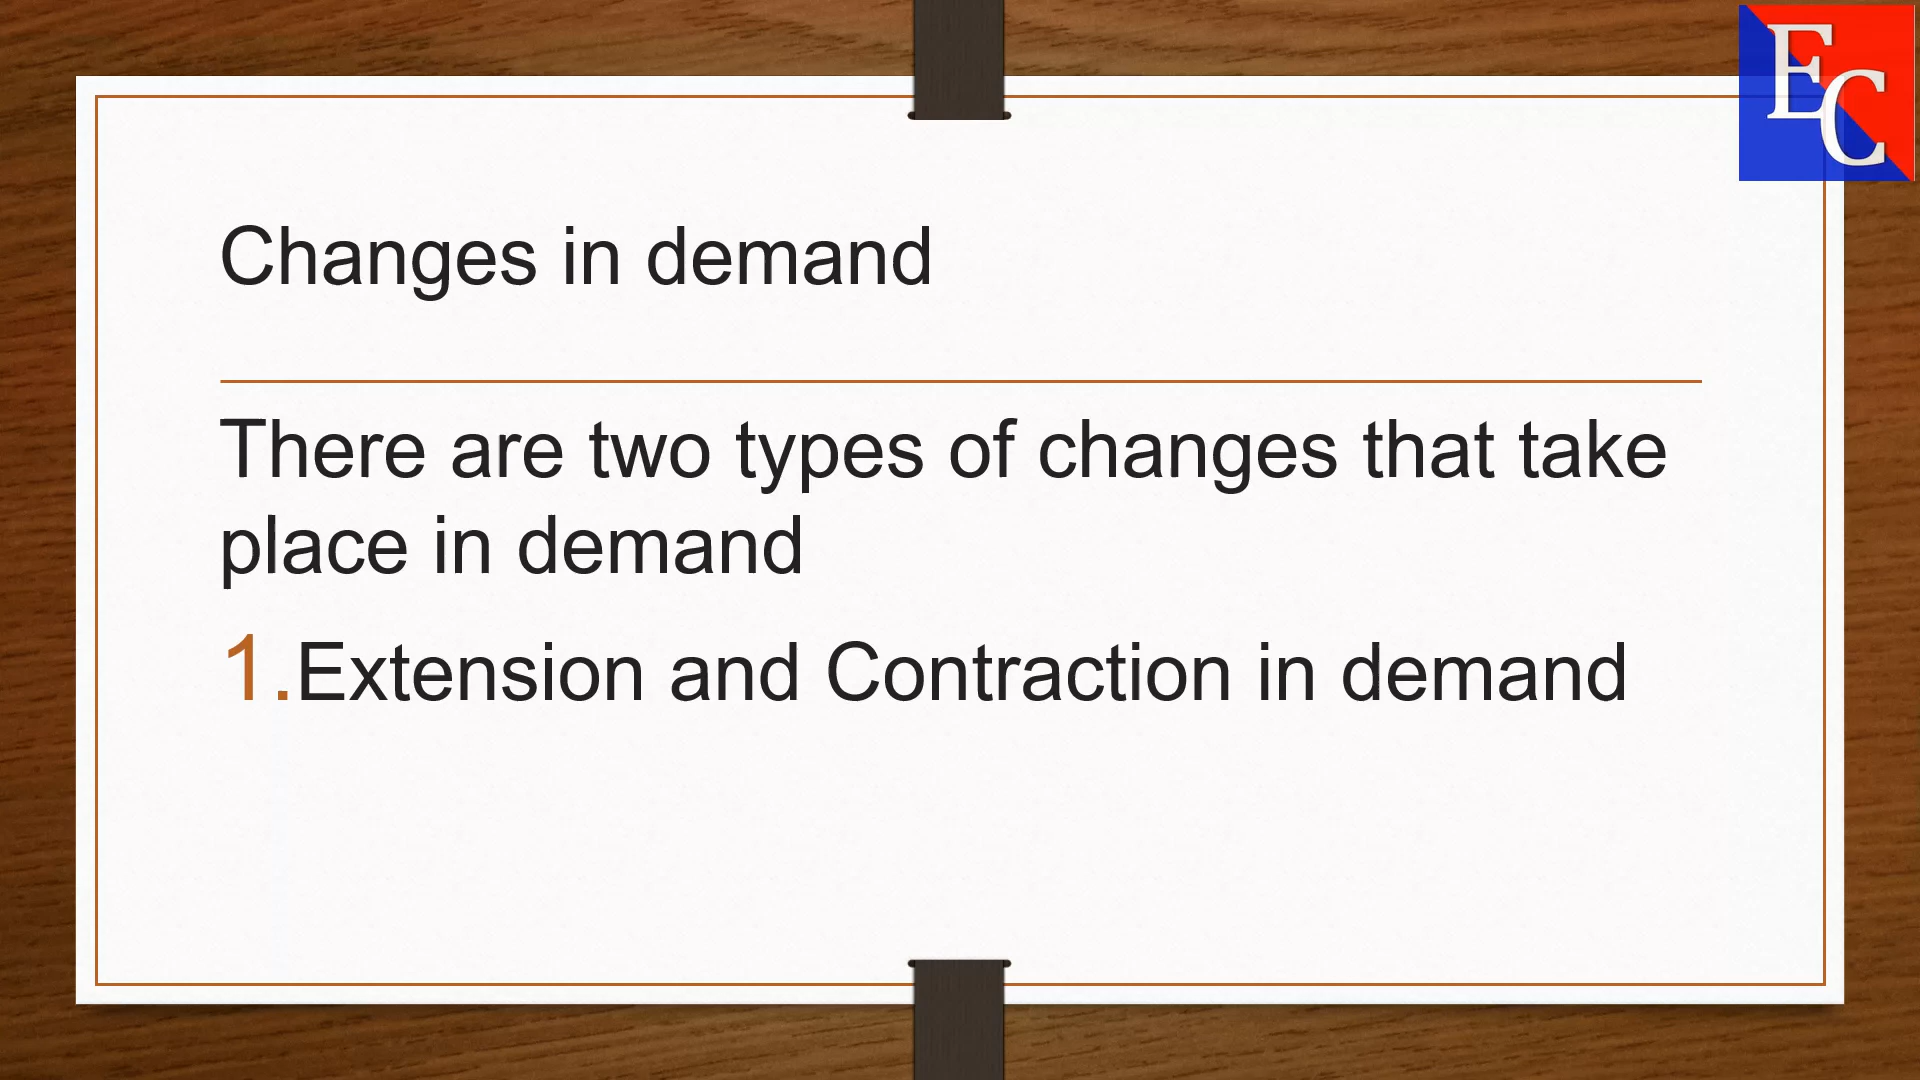 EC
Changes in demand
There are two types of changes that take
place in demand
1.Extension and Contraction in demand